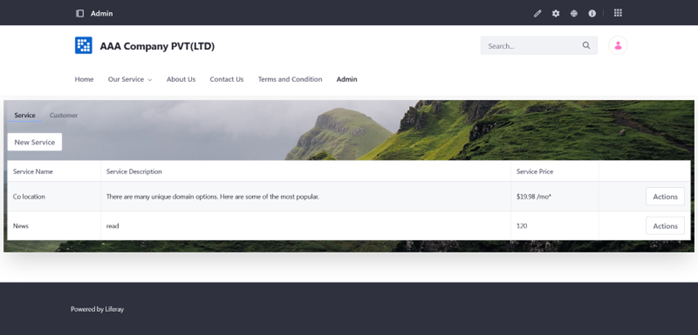 Admin
AAA Company PVT(LTD)
Search...
Home Our Service About Us Contact Us Terms and Condition Admin
Service Customer
New Service
Service Name Service Description Service Price
Co location There are many unique domain options. Here are some of the most popular. $19.98 /mo* Actions
News read 120 Actions
Powered by Liferay